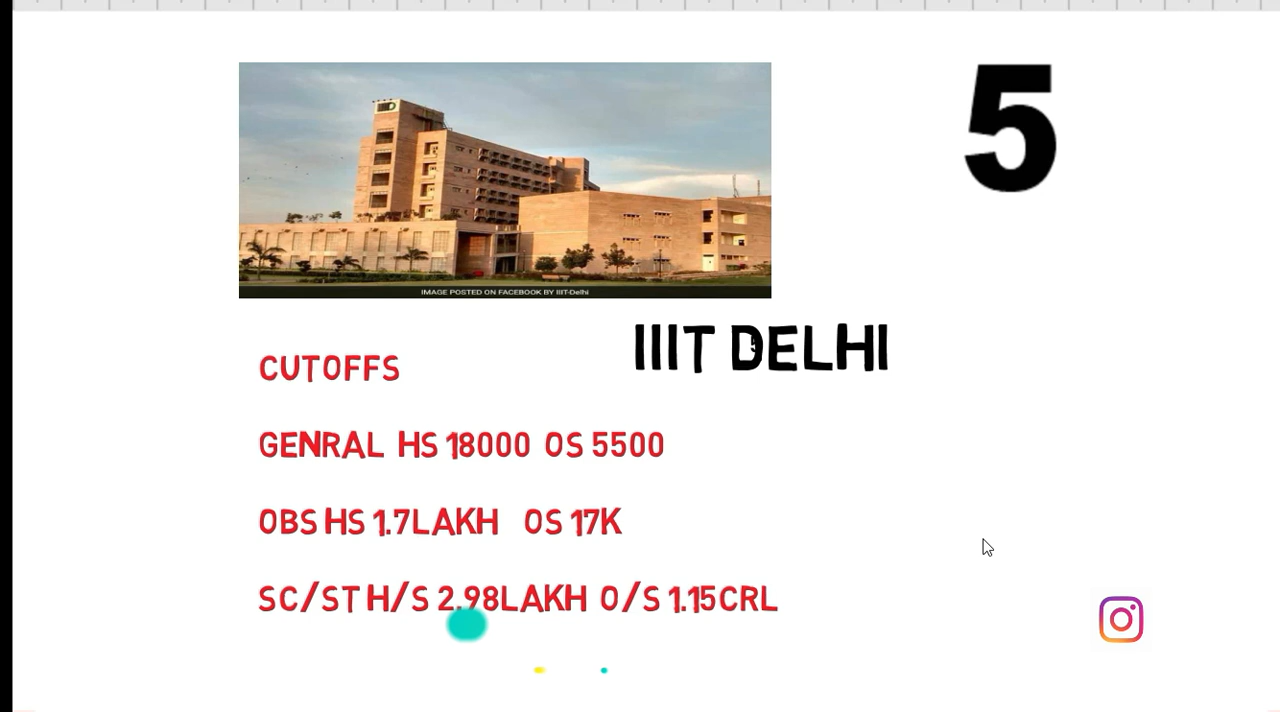 5
IMAGE POSTED ON FACEBOOK BY IIIT-Delhi
IIIT DELHI
CUTOFFS
GENRAL HS 18000 OS 5500
OBS HS 1.7LAKH OS 17K
SC/ST H/S 2.98LAKH O/S 1.15CRL